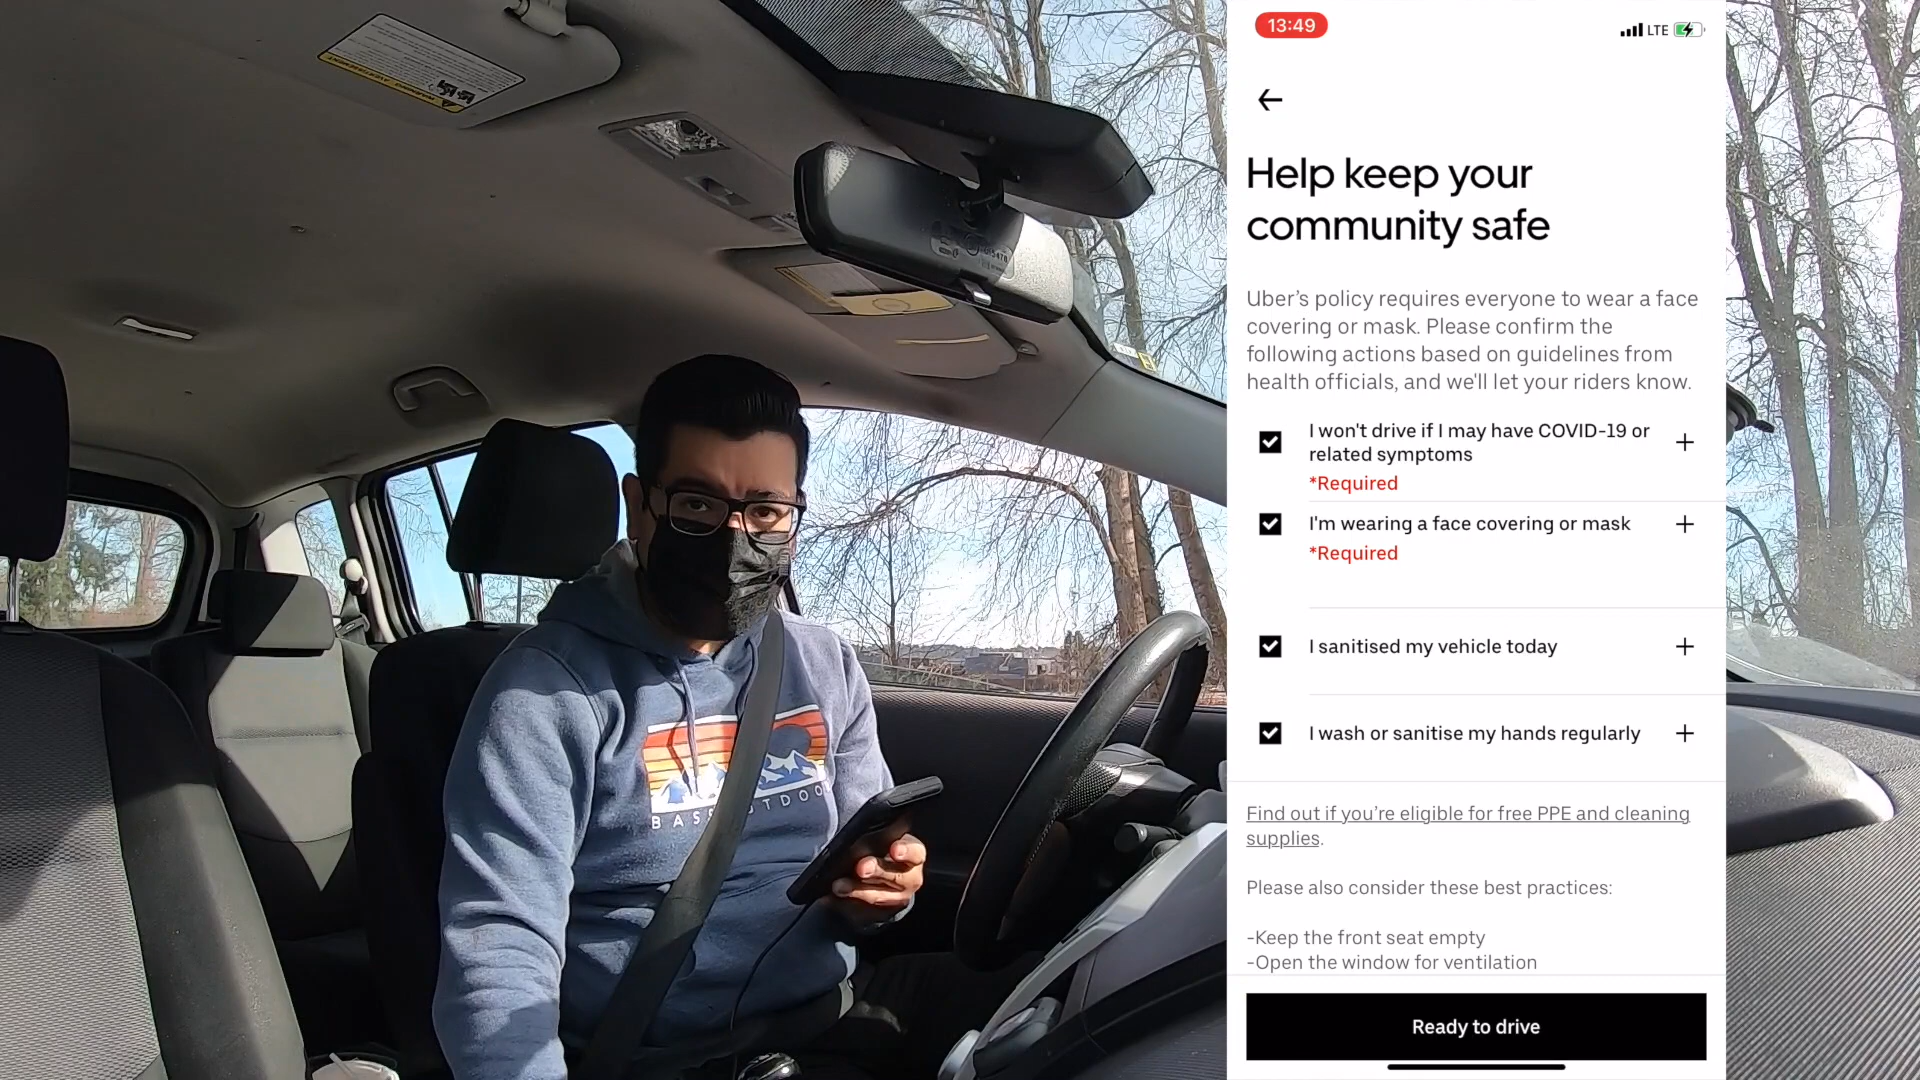 13:49
LTE
Help keep your
community safe
Uber's policy requires everyone to wear a face
covering or mask. Please confirm the
following actions based on guidelines from
health officials, and we'll let your riders know.
I won't drive if I may have COVID-19 or
related symptoms
*Required
I'm wearing a face covering or mask
*Required
I sanitised my vehicle today
I wash or sanitise my hands regularly
Find out if you're eligible for free PPE and cleaning
supplies.
Please also consider these best practices:
-Keep the front seat empty
-Open the window for ventilation
Ready to drive
WARNING